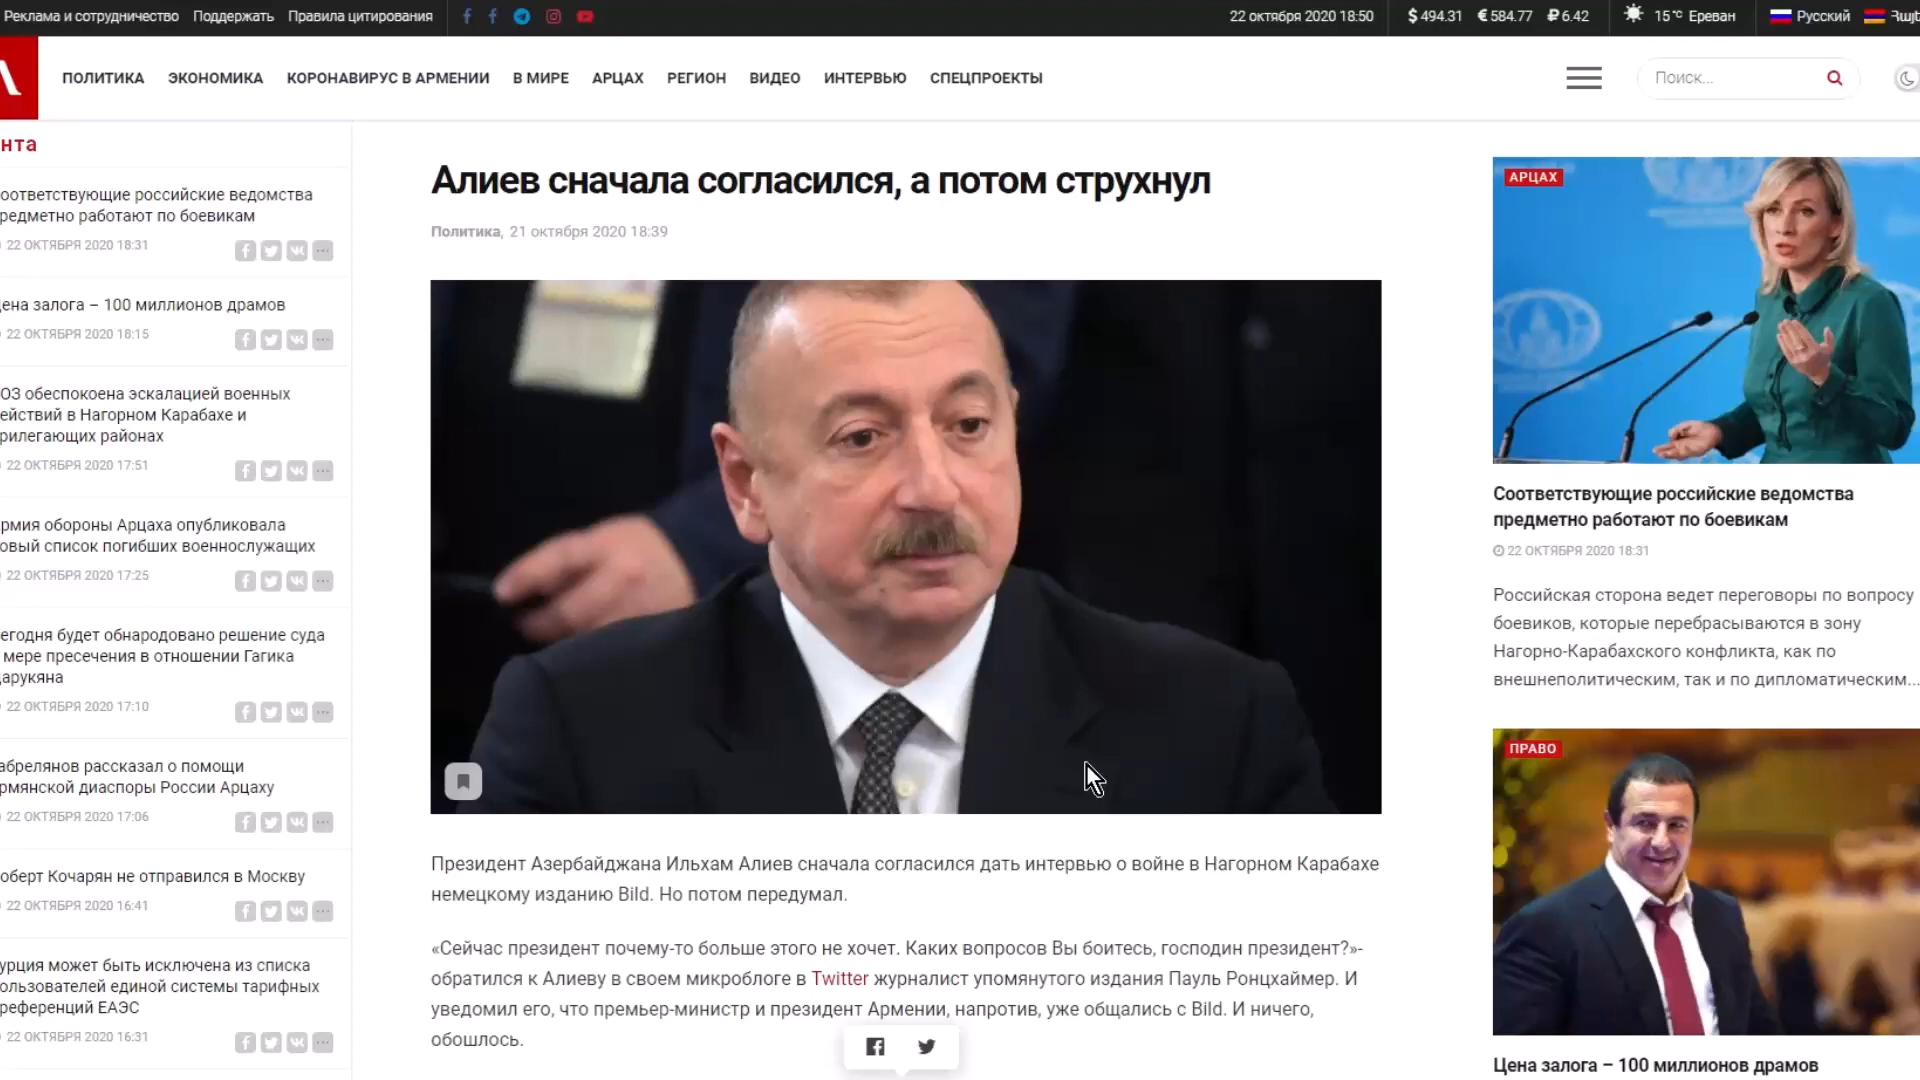 Реклама и сотрудничество Поддержать Правила цитирования
22 октября 2020 18:50 $ 494.31 € 584.77 ₽ 6.42 15°C Ереван Русский
ПОЛИТИКА ЭКОНОМИКА КОРОНАВИРУС В АРМЕНИИ В МИРЕ АРЦАХ РЕГИОН ВИДЕО ИНТЕРВЬЮ СПЕЦПРОЕКТЫ
Поиск...
нта
оответствующие российские ведомства
редметно работают по боевикам
22 ОКТЯБРЯ 2020 18:31
ена залога – 100 миллионов драмов
22 ОКТЯБРЯ 2020 18:15
ОЗ обеспокоена эскалацией военных
ействий в Нагорном Карабахе и
рилегающих районах
22 ОКТЯБРЯ 2020 17:51
рмия обороны Арцаха опубликовала
овый список погибших военнослужащих
22 ОКТЯБРЯ 2020 17:25
егодня будет обнародовано решение суда
мере пресечения в отношении Гагика
арукяна
22 ОКТЯБРЯ 2020 17:10
абрелянов рассказал о помощи
рмянской диаспоры России Арцаху
22 ОКТЯБРЯ 2020 17:06
оберт Кочарян не отправился в Москву
22 ОКТЯБРЯ 2020 16:41
урция может быть исключена из списка
ользователей единой системы тарифных
референций ЕАЭС
22 ОКТЯБРЯ 2020 16:31
Алиев сначала согласился, а потом струхнул
Политика, 21 октября 2020 18:39
Президент Азербайджана Ильхам Алиев сначала согласился дать интервью о войне в Нагорном Карабахе
немецкому изданию Bild. Но потом передумал.
«Сейчас президент почему-то больше этого не хочет. Каких вопросов Вы боитесь, господин президент?»-
обратился к Алиеву в своем микроблоге в Twitter журналист упомянутого издания Пауль Ронцхаймер. И
уведомил его, что премьер-министр и президент Армении, напротив, уже общались с Bild. И ничего,
обошлось.
АРЦАХ
Соответствующие российские ведомства
предметно работают по боевикам
22 ОКТЯБРЯ 2020 18:31
Российская сторона ведет переговоры по вопросу
боевиков, которые перебрасываются в зону
Нагорно-Карабахского конфликта, как по
внешнеполитическим, так и по дипломатическим...
ПРАВО
Цена залога – 100 миллионов драмов